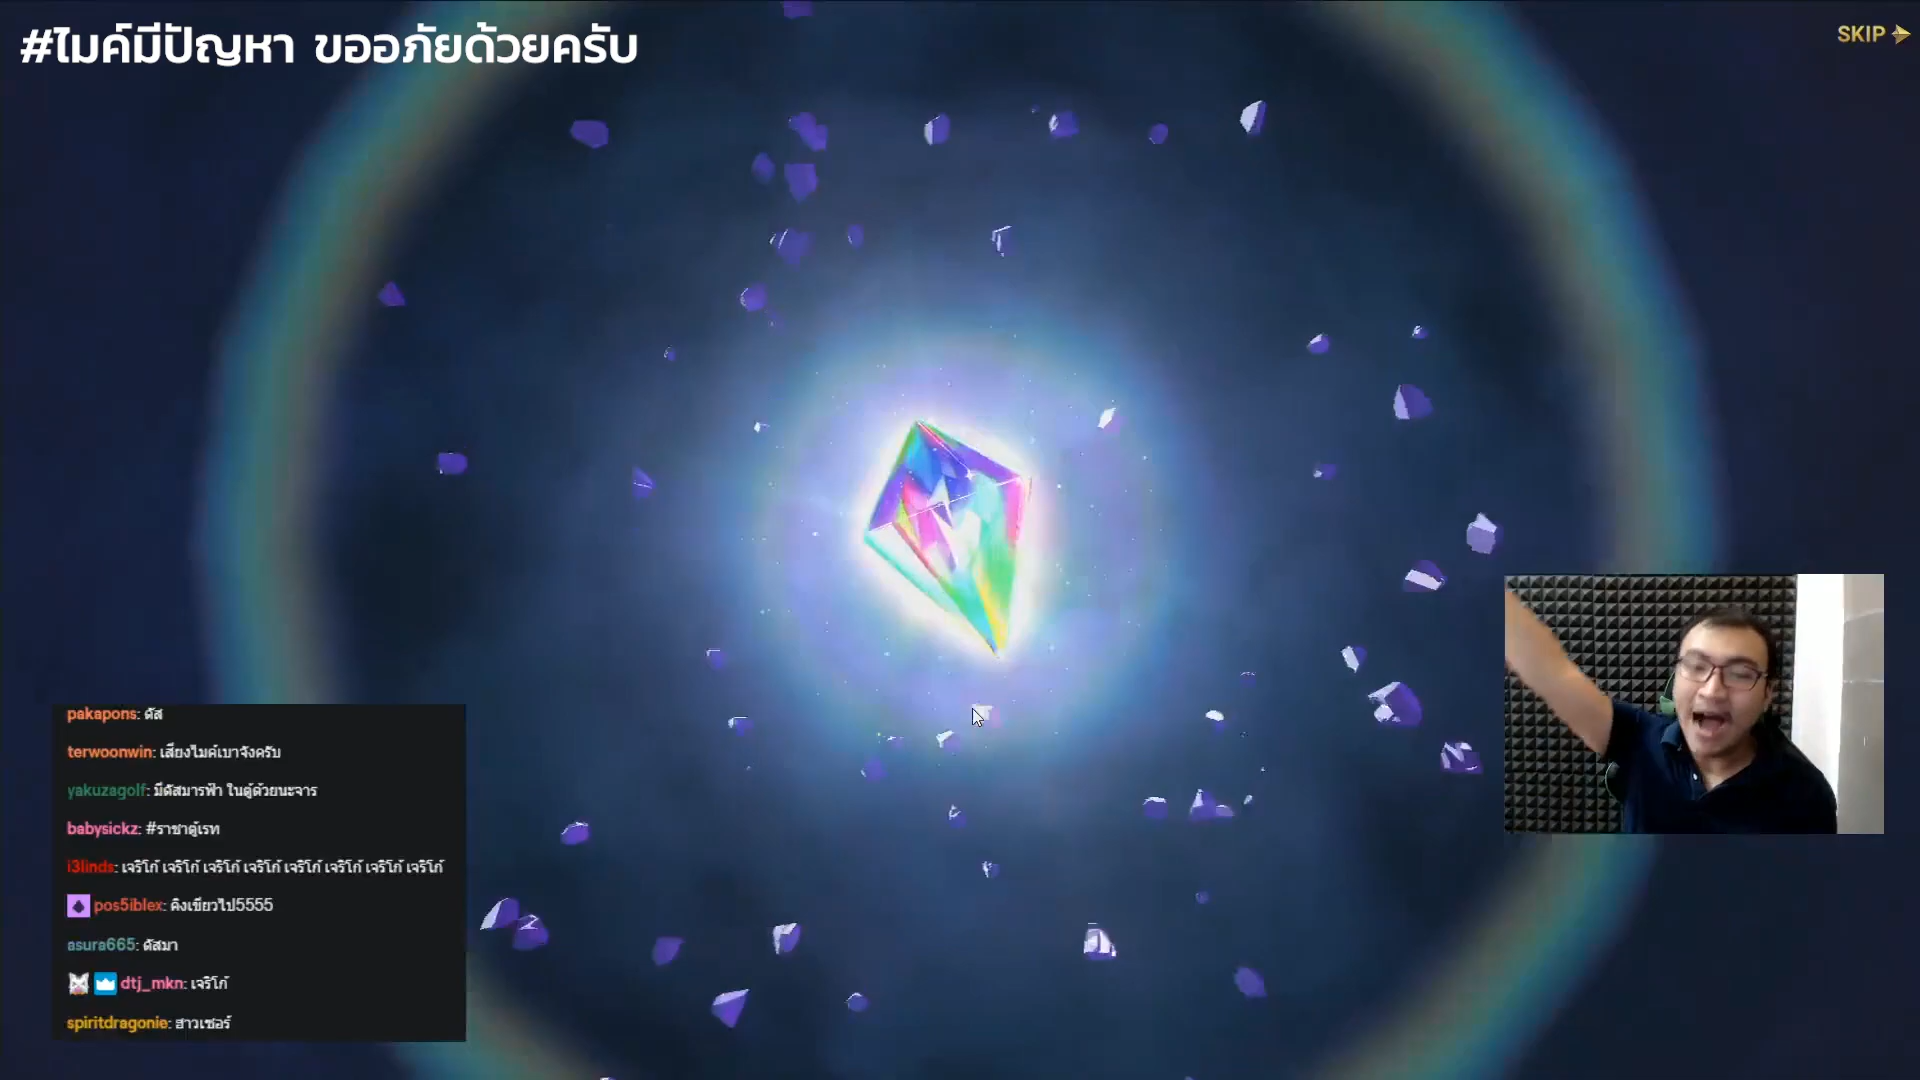 #ไมค์มีปัญหา ขออภัยด้วยครับ
SKIP
pakapons: ดัส
terwoonwin: เสียงไมค์เบาจังครับ
yakuzagolf: มีดัสมารฟ้า ในตู้ด้วยนะจาร
babysickz: #ราชาตู้เรท
i3linds: เจริโก้ เจริโก้ เจริโก้ เจริโก้ เจริโก้ เจริโก้ เจริโก้ เจริโก้
pos5iblex: คิงเขียวไป5555
asura665: ดัสมา
dtj_mkn: เจริโก้
spiritdragonie: ฮาวเซอร์